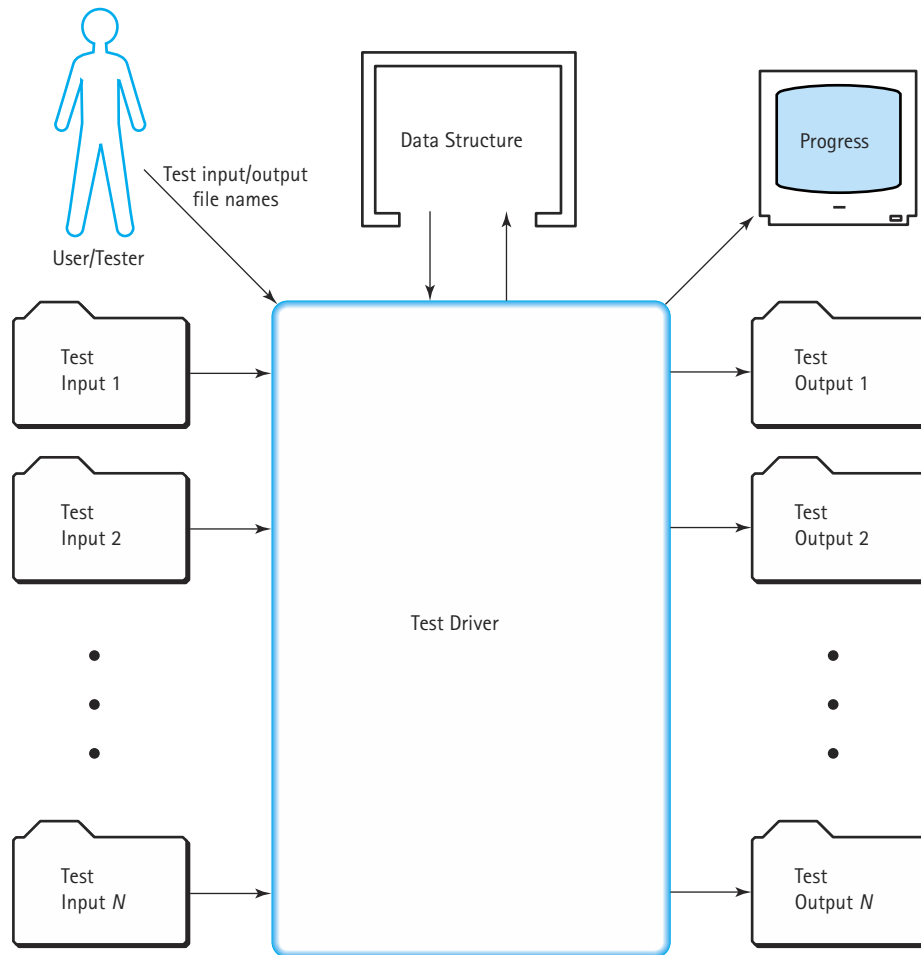 Data Structure
Progress
Test input/output
file names
User/Tester
Test
Input 1
Test
Output 1
Test
Input 2
Test
Output 2
Test Driver
Test
Input N
Test
Output N